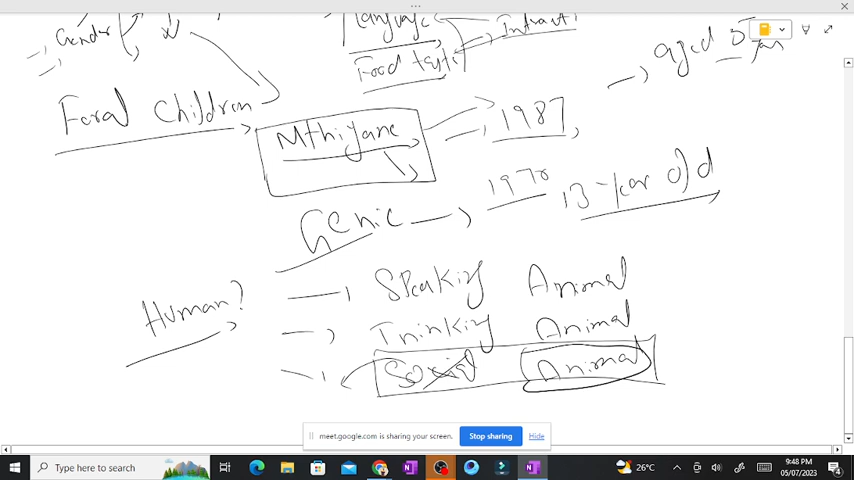 Gender
Language
Food
aged 5
Feral Children
Mthiyane
1987,
1970
13-year old
Genie
Human?
Speaking Animal
Thinking Animal
Social Animal
meet.google.com is sharing your screen. Stop sharing Hide
Type here to search
26°C
9:48 PM
05/07/2023
4